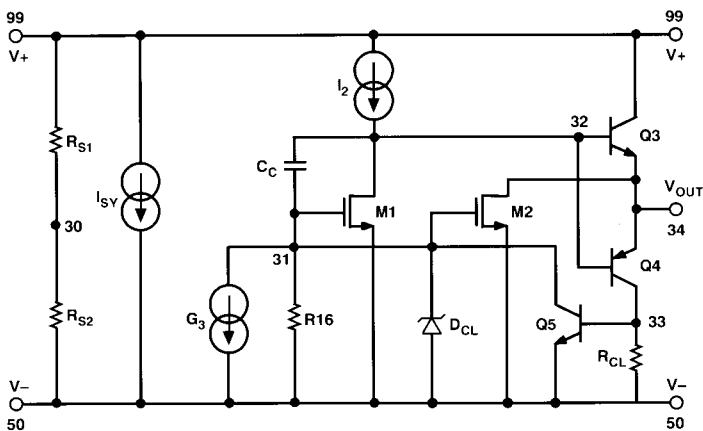 99
99
V+
V+
I2
32
Q3
RS1
CC
VOUT
ISY
M1
M2
34
30
31
Q4
G3
R16
DCL
Q5
33
RS2
RCL
V−
V−
50
50